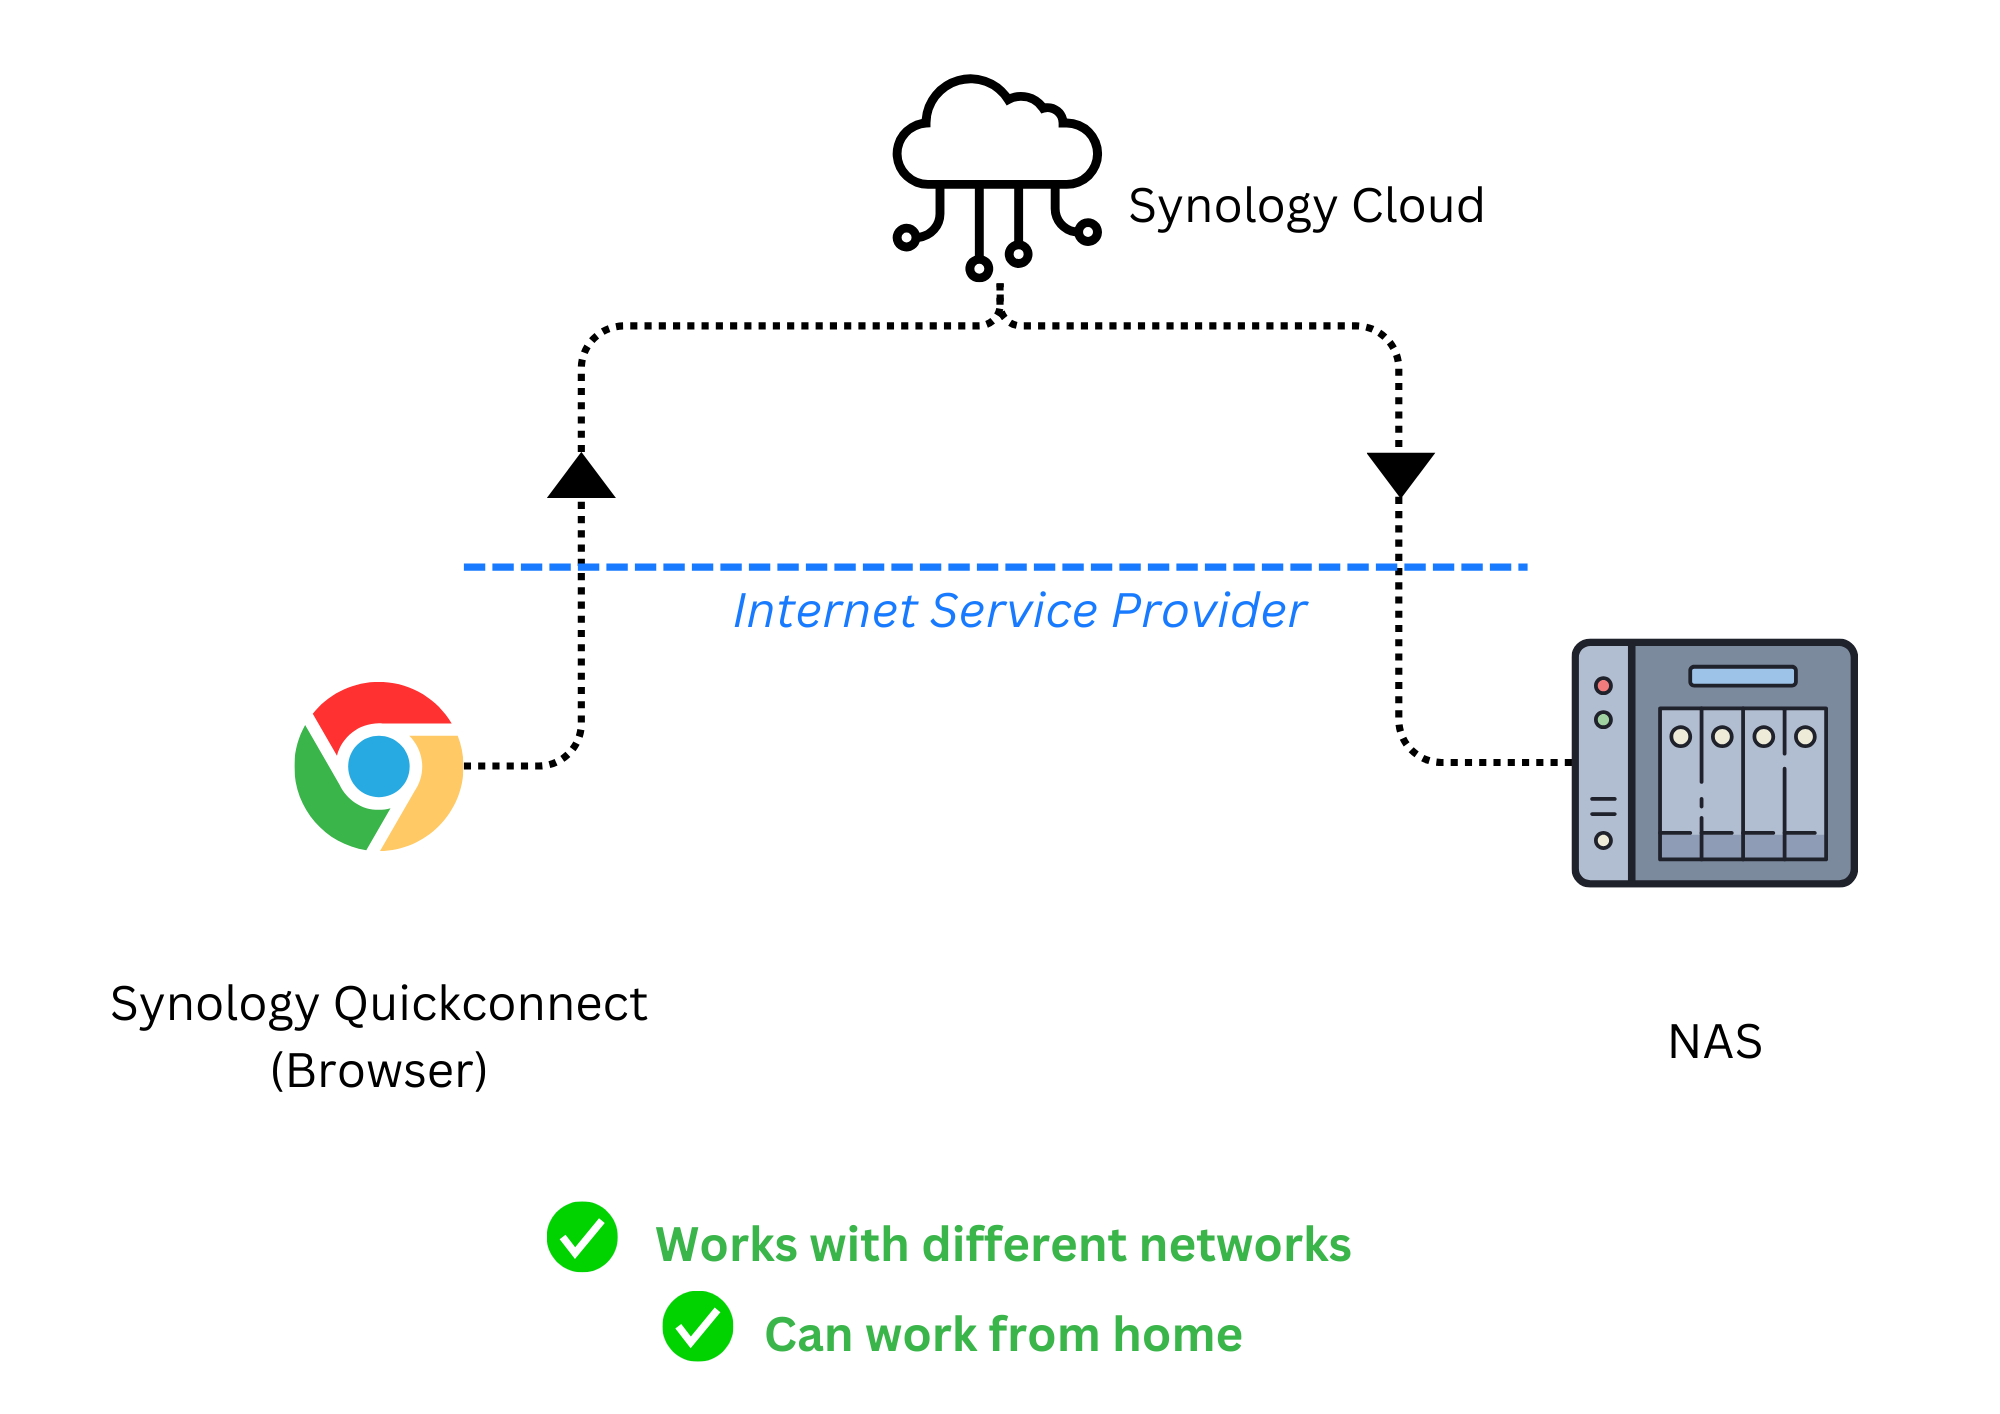 Synology Cloud
Internet Service Provider
Synology Quickconnect
(Browser)
NAS
Works with different networks
Can work from home